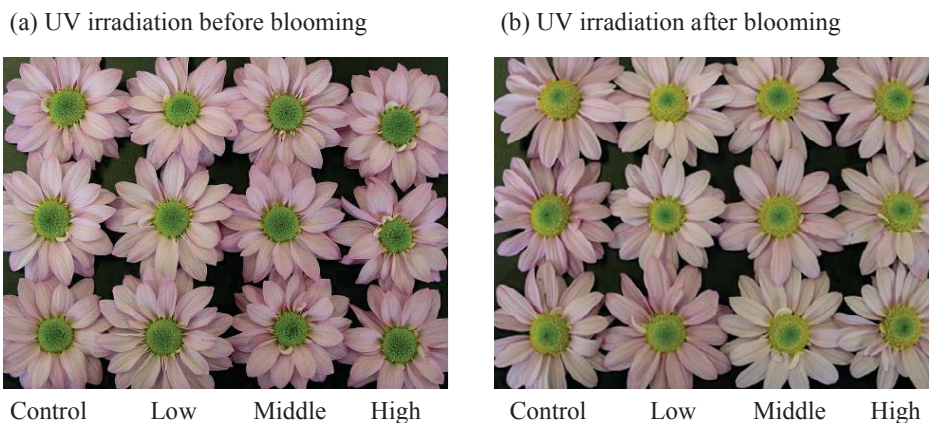 (a) UV irradiation before blooming
(b) UV irradiation after blooming
Control Low Middle High
Control Low Middle High